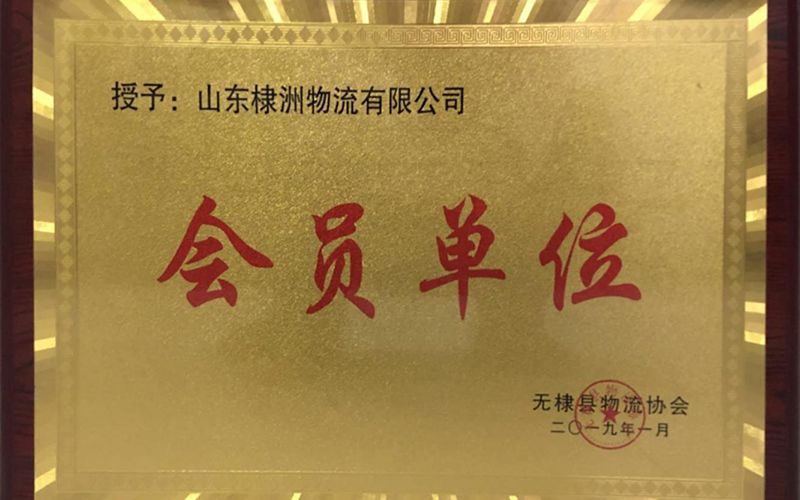 授予：山东棣洲物流有限公司
会员单位
无棣县物流协会
二〇一九年一月